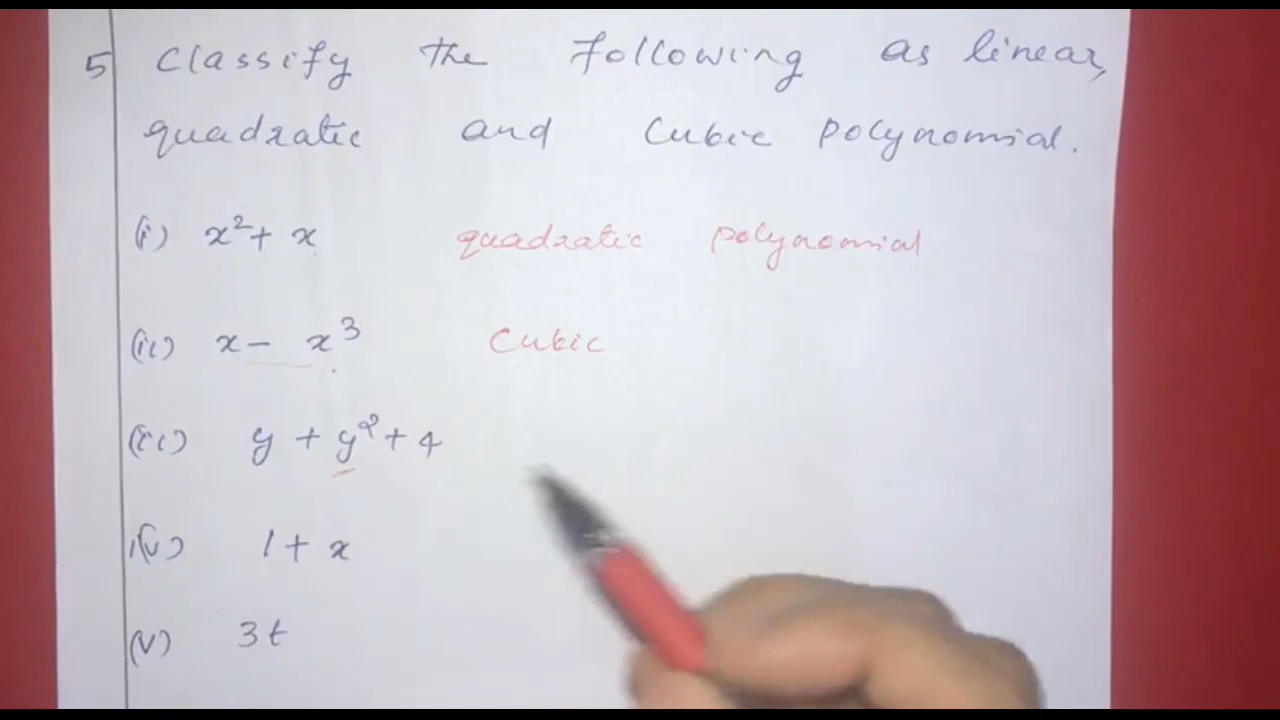 5 Classify the following as linear,
quadratic and cubic polynomial.
(i) x²+ x quadratic polynomial
(ii) x - x³ Cubic
(iii) y + y² + 4
(iv) 1 + x
(v) 3t